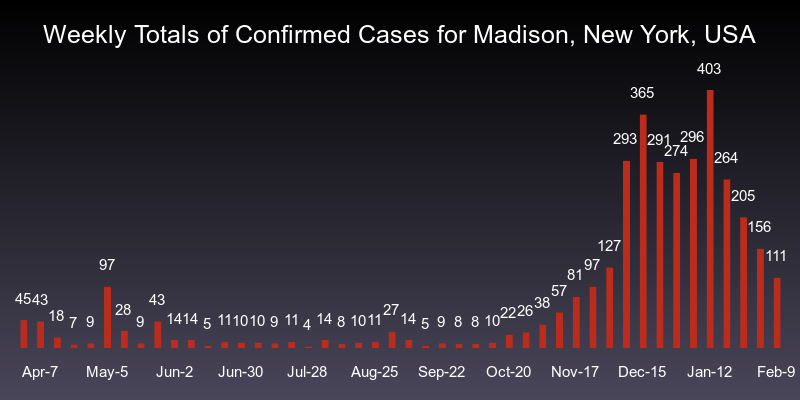 Weekly Totals of Confirmed Cases for Madison, New York, USA
45 43 18 7 9 97 28 9 43 14 14 5 11 10 10 9 11 4 14 8 10 11 27 14 5 9 8 8 10 22 26 38 57 81 97 127 293 365 291 274 296 403 264 205 156 111
Apr-7 May-5 Jun-2 Jun-30 Jul-28 Aug-25 Sep-22 Oct-20 Nov-17 Dec-15 Jan-12 Feb-9